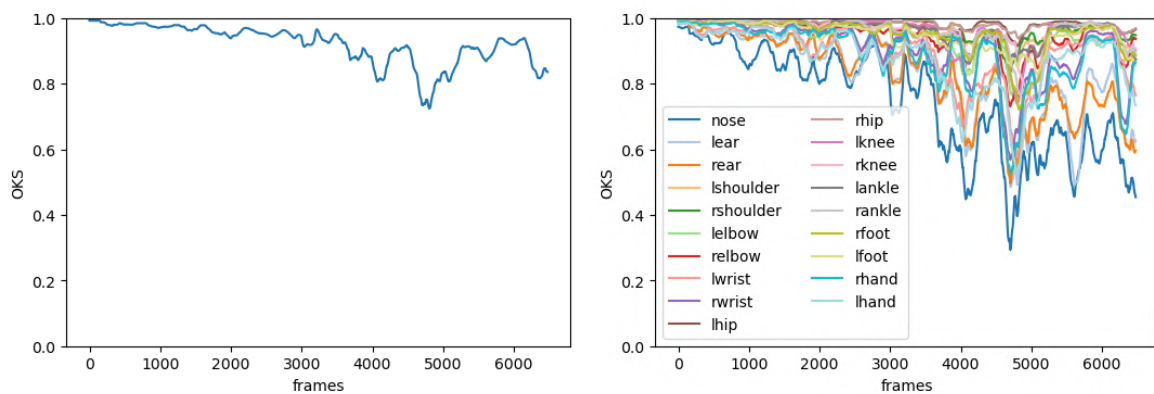 1.0
0.8
0.6
0.4
0.2
0.0
OKS
0 1000 2000 3000 4000 5000 6000
frames
1.0
0.8
0.6
0.4
0.2
0.0
OKS
nose
lear
rear
lshoulder
rshoulder
lelbow
relbow
lwrist
rwrist
lhip
rhip
lknee
rknee
lankle
rankle
rfoot
lfoot
rhand
lhand
0 1000 2000 3000 4000 5000 6000
frames